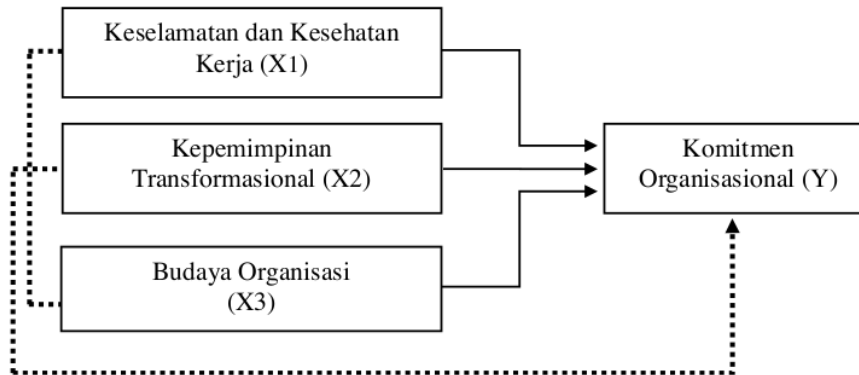 Keselamatan dan Kesehatan
Kerja (X1)
Kepemimpinan
Transformasional (X2)
Budaya Organisasi
(X3)
Komitmen
Organisasional (Y)